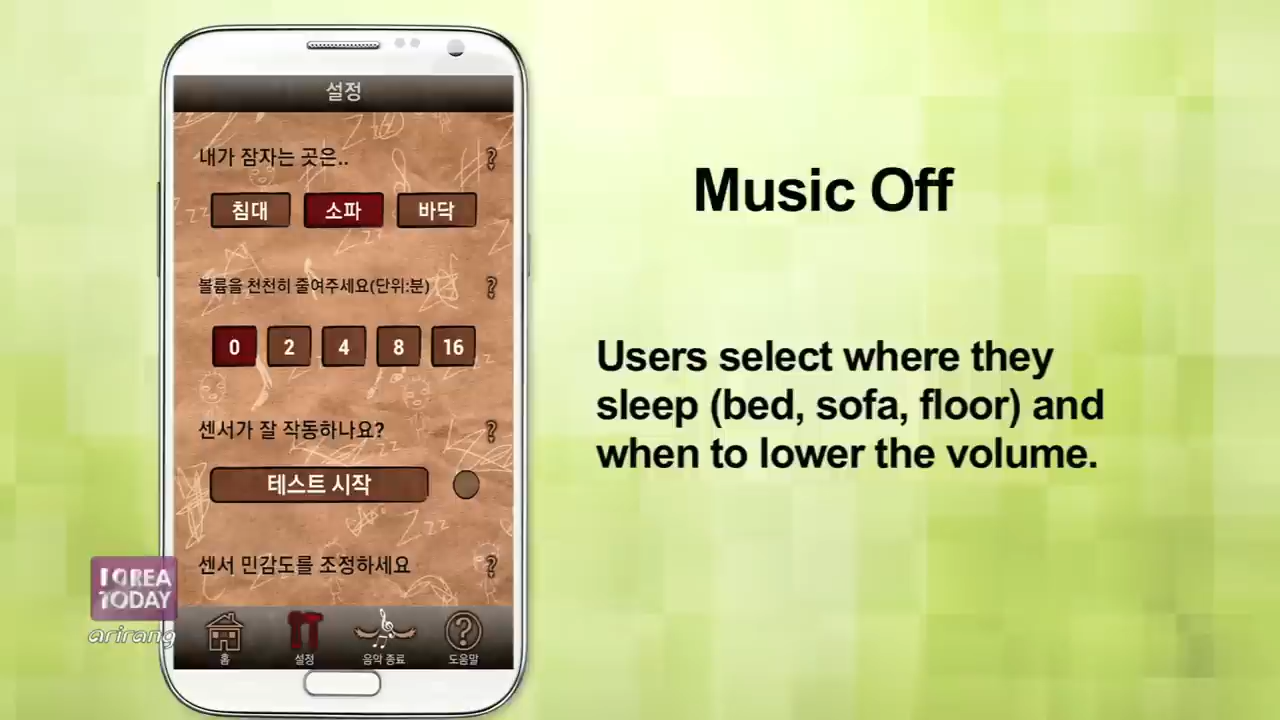 설정
내가 잠자는 곳은..
?
침대
소파
바닥
볼륨을 천천히 줄여주세요(단위:분)
?
0
2
4
8
16
센서가 잘 작동하나요?
?
테스트 시작
센서 민감도를 조정하세요
?
홈
설정
음악 종료
?
도움말
Music Off
Users select where they
sleep (bed, sofa, floor) and
when to lower the volume.
KOREA
TODAY
arirang